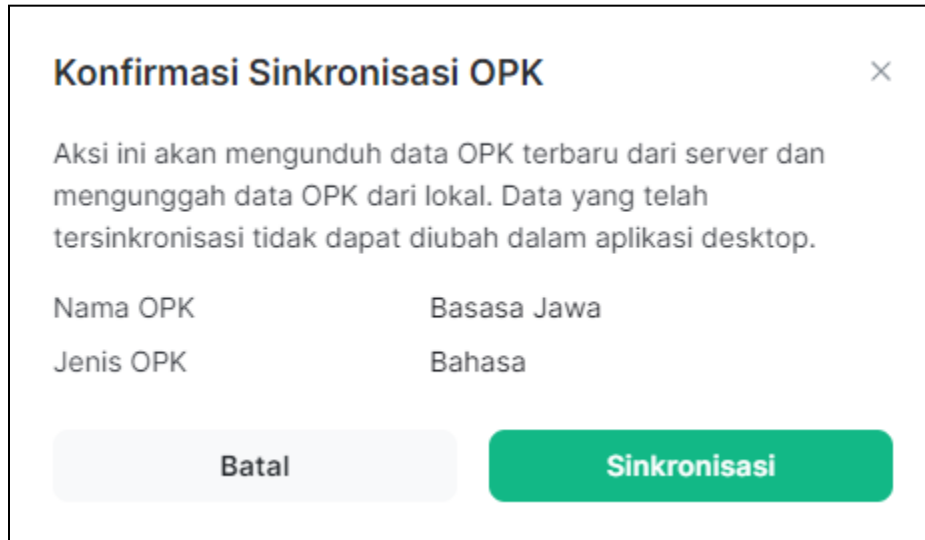 Konfirmasi Sinkronisasi OPK
Aksi ini akan mengunduh data OPK terbaru dari server dan
mengunggah data OPK dari lokal. Data yang telah
tersinkronisasi tidak dapat diubah dalam aplikasi desktop.
Nama OPK Basasa Jawa
Jenis OPK Bahasa
Batal Sinkronisasi